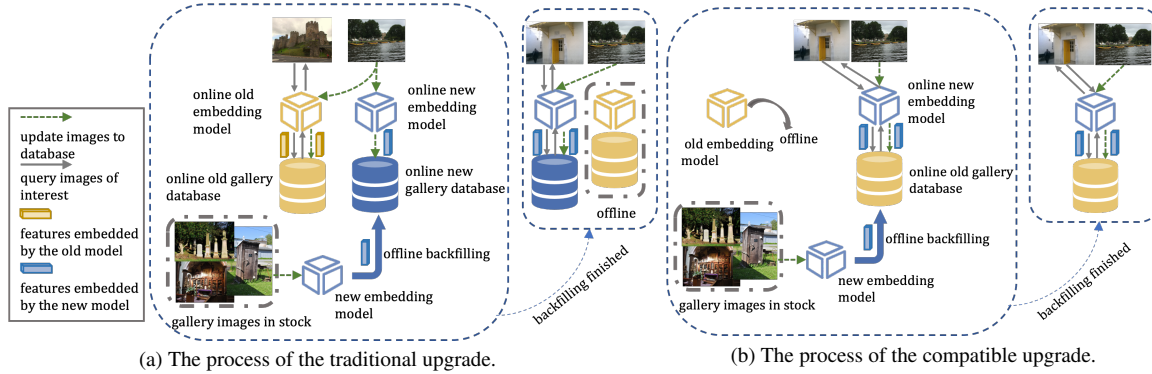 update images to
database
query images of
interest
features embedded
by the old model
features embedded
by the new model
online old
embedding
model
online new
embedding
model
online old gallery
database
online new
gallery database
offline backfilling
new embedding
model
gallery images in stock
offline
backfilling finished
(a) The process of the traditional upgrade.
old embedding
model
offline
online new
embedding
model
online old gallery
database
offline backfilling
new embedding
model
gallery images in stock
backfilling finished
(b) The process of the compatible upgrade.